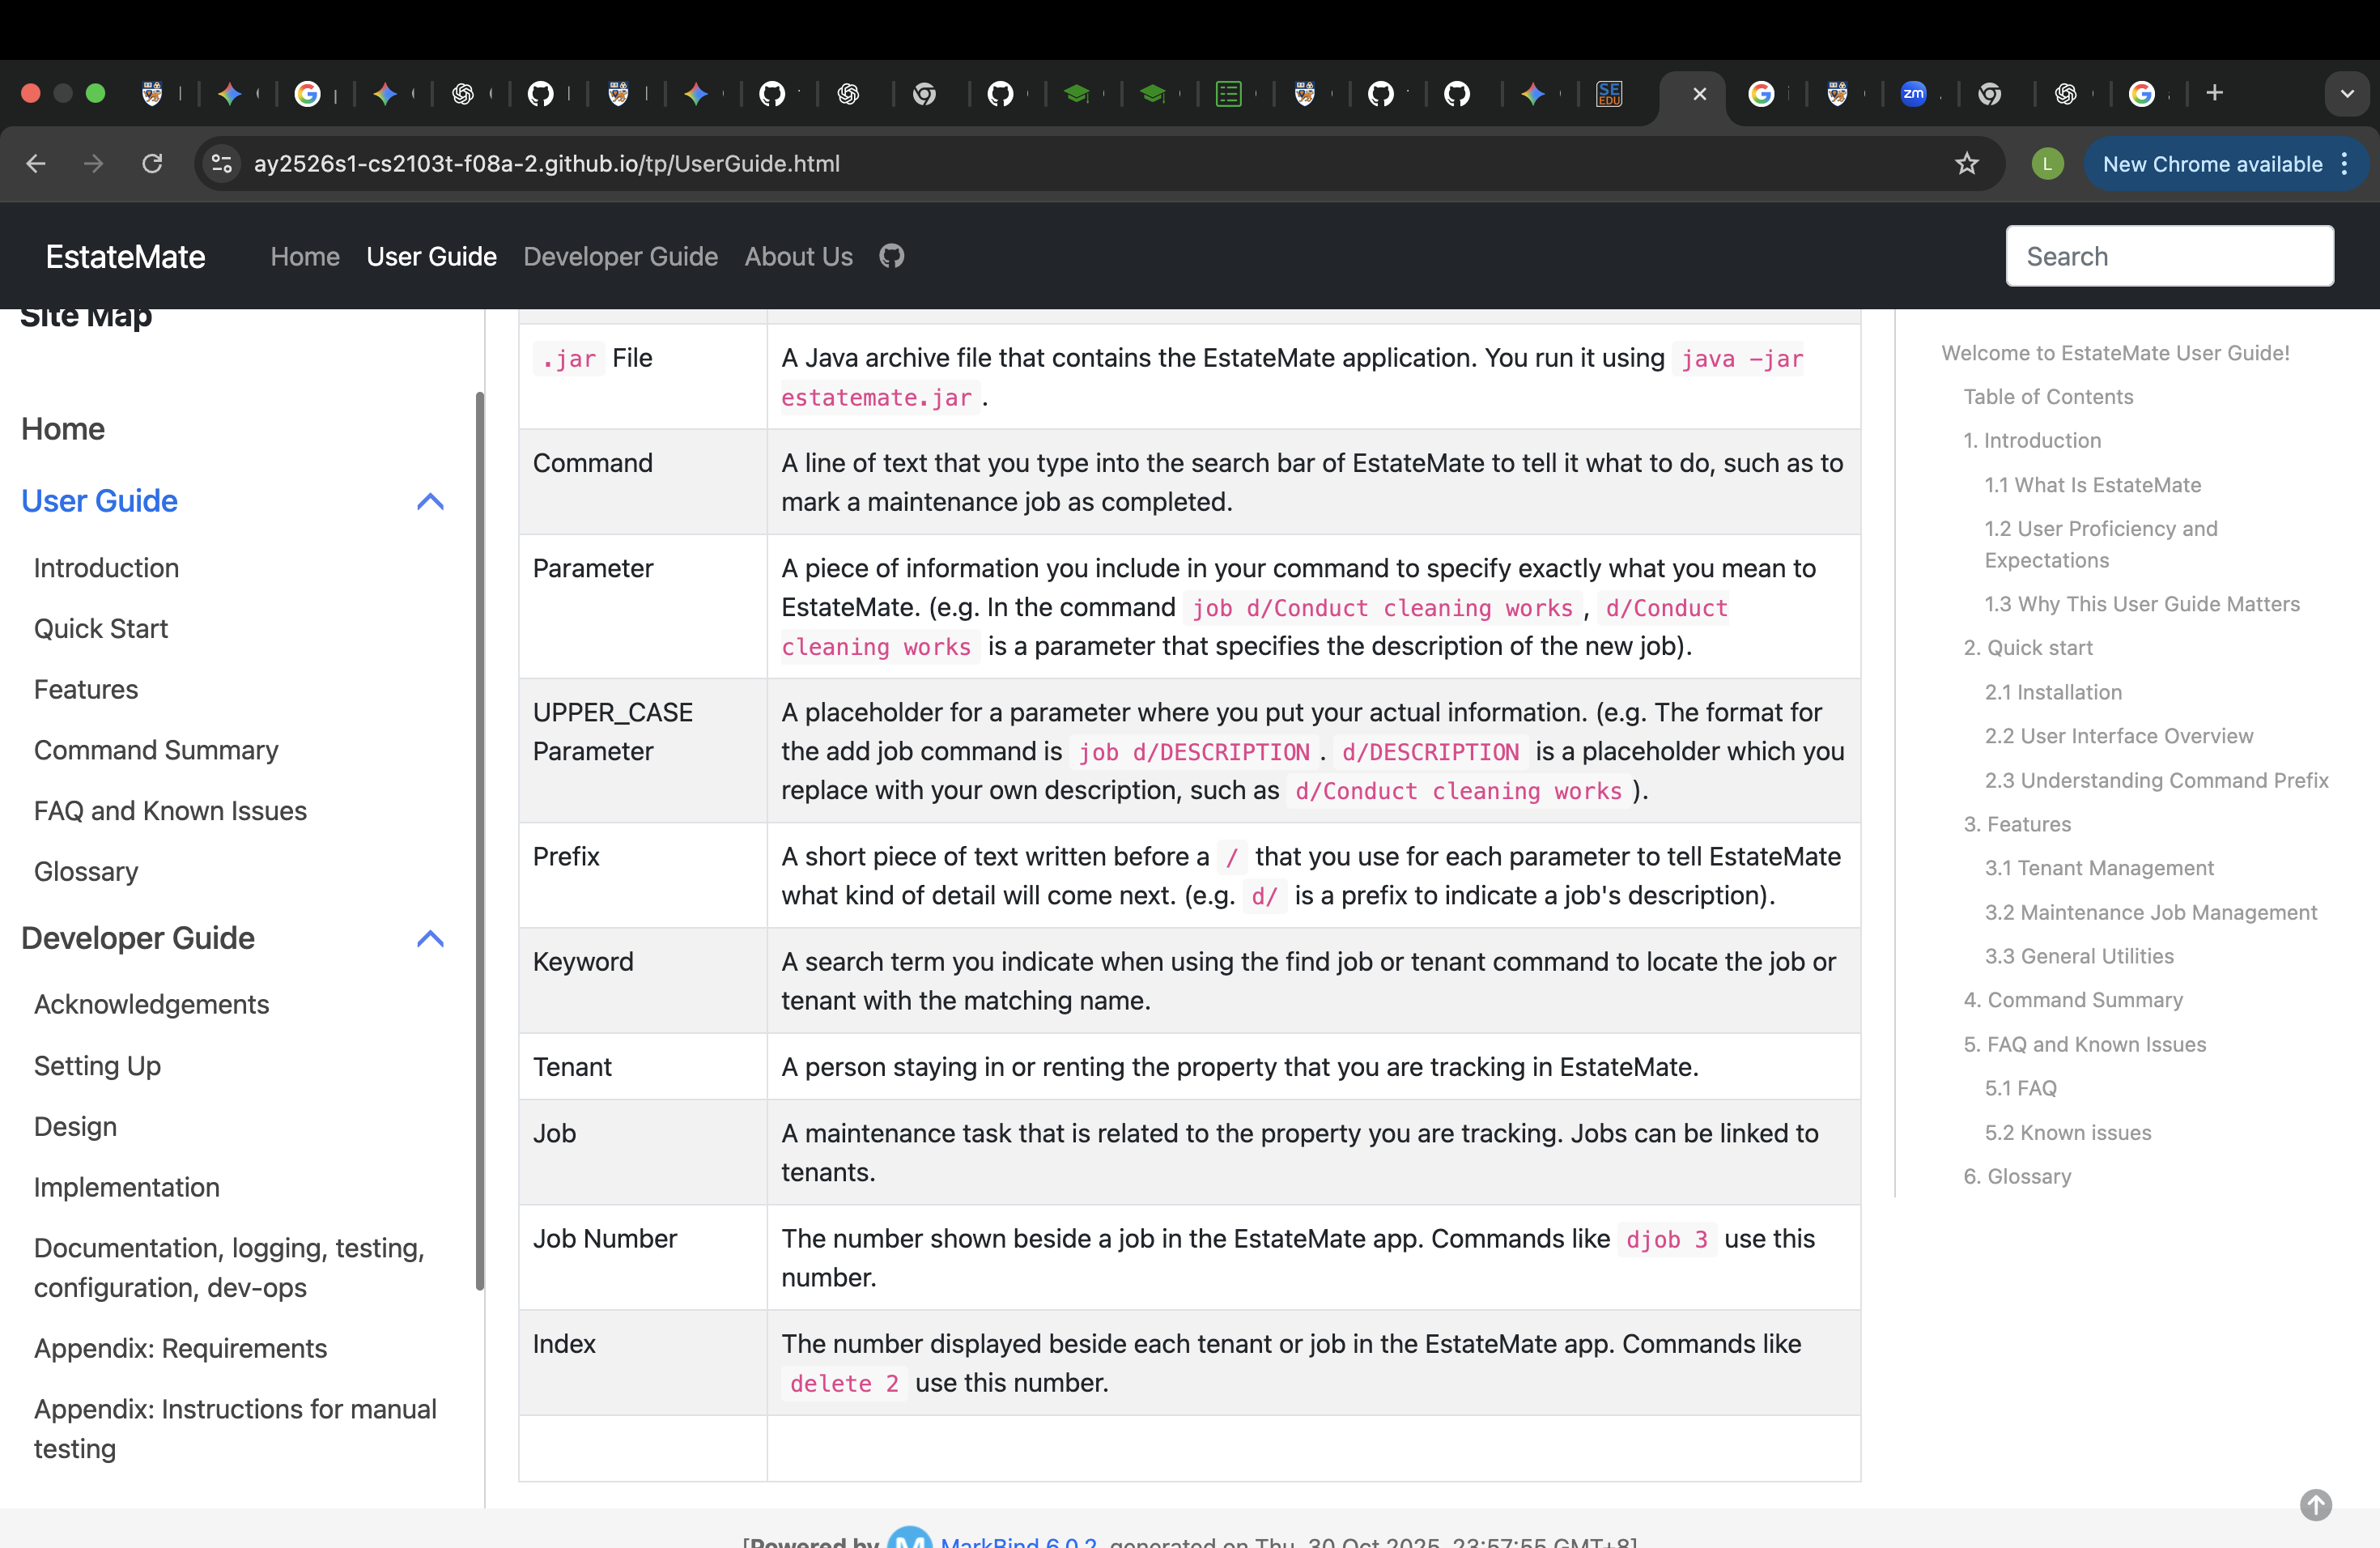 SE
EDU
zm
ay2526s1-cs2103t-f08a-2.github.io/tp/UserGuide.html
L
New Chrome available
EstateMate
Home
User Guide
Developer Guide
About Us
Search
Site Map
Home
User Guide
Introduction
Quick Start
Features
Command Summary
FAQ and Known Issues
Glossary
Developer Guide
Acknowledgements
Setting Up
Design
Implementation
Documentation, logging, testing,
configuration, dev-ops
Appendix: Requirements
Appendix: Instructions for manual
testing
.jar File
A Java archive file that contains the EstateMate application. You run it using java -jar
estatemate.jar .
Command
A line of text that you type into the search bar of EstateMate to tell it what to do, such as to
mark a maintenance job as completed.
Parameter
A piece of information you include in your command to specify exactly what you mean to
EstateMate. (e.g. In the command job d/Conduct cleaning works , d/Conduct
cleaning works is a parameter that specifies the description of the new job).
UPPER_CASE
Parameter
A placeholder for a parameter where you put your actual information. (e.g. The format for
the add job command is job d/DESCRIPTION . d/DESCRIPTION is a placeholder which you
replace with your own description, such as d/Conduct cleaning works ).
Prefix
A short piece of text written before a / that you use for each parameter to tell EstateMate
what kind of detail will come next. (e.g. d/ is a prefix to indicate a job's description).
Keyword
A search term you indicate when using the find job or tenant command to locate the job or
tenant with the matching name.
Tenant
A person staying in or renting the property that you are tracking in EstateMate.
Job
A maintenance task that is related to the property you are tracking. Jobs can be linked to
tenants.
Job Number
The number shown beside a job in the EstateMate app. Commands like djob 3 use this
number.
Index
The number displayed beside each tenant or job in the EstateMate app. Commands like
delete 2 use this number.
Welcome to EstateMate User Guide!
Table of Contents
1. Introduction
1.1 What Is EstateMate
1.2 User Proficiency and
Expectations
1.3 Why This User Guide Matters
2. Quick start
2.1 Installation
2.2 User Interface Overview
2.3 Understanding Command Prefix
3. Features
3.1 Tenant Management
3.2 Maintenance Job Management
3.3 General Utilities
4. Command Summary
5. FAQ and Known Issues
5.1 FAQ
5.2 Known issues
6. Glossary
[Powered by MarkBind 6.0.2, generated on Thu, 30 Oct 2025, 23:57:55 GMT+8]